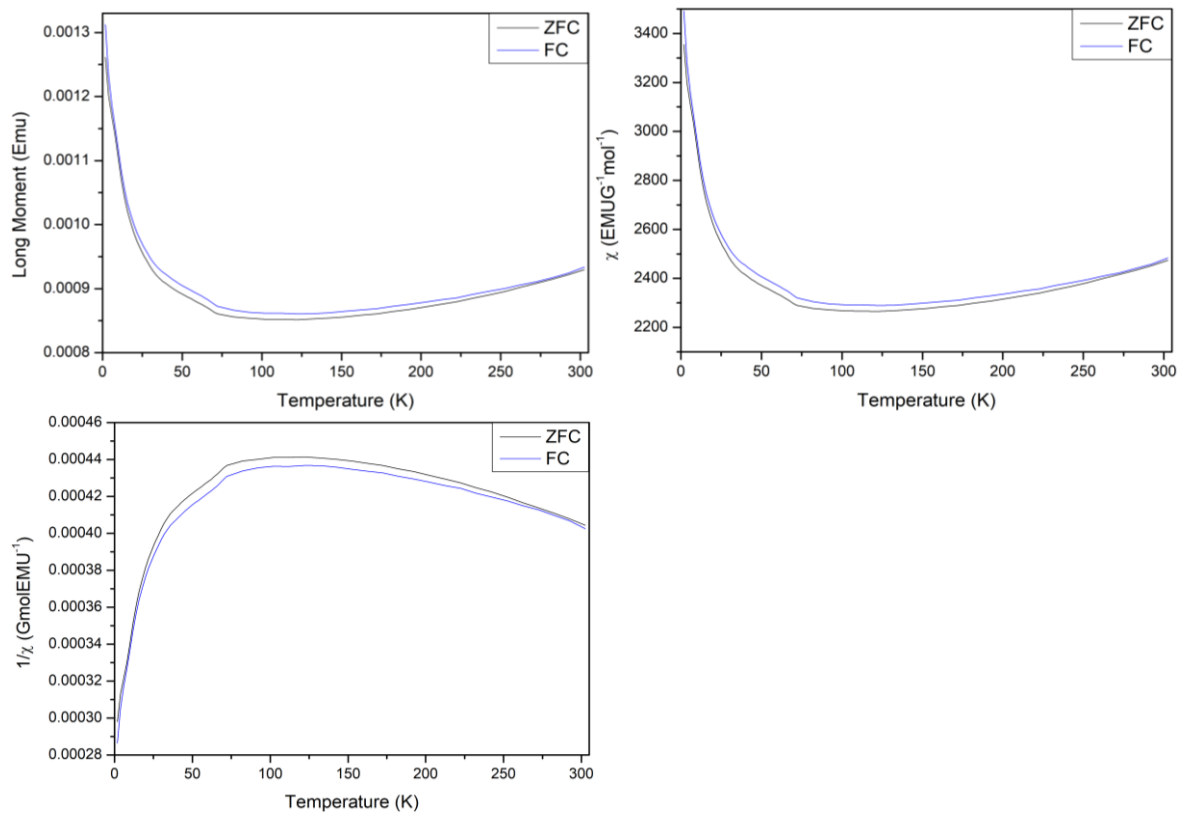 0.0013
0.0012
0.0011
0.0010
0.0009
0.0008
Long Moment (Emu)
ZFC
FC
0 50 100 150 200 250 300
Temperature (K)
3400
3200
3000
2800
2600
2400
2200
χ (EMUG⁻¹mol⁻¹)
ZFC
FC
0 50 100 150 200 250 300
Temperature (K)
0.00046
0.00044
0.00042
0.00040
0.00038
0.00036
0.00034
0.00032
0.00030
0.00028
1/χ (GmolEMU⁻¹)
ZFC
FC
0 50 100 150 200 250 300
Temperature (K)